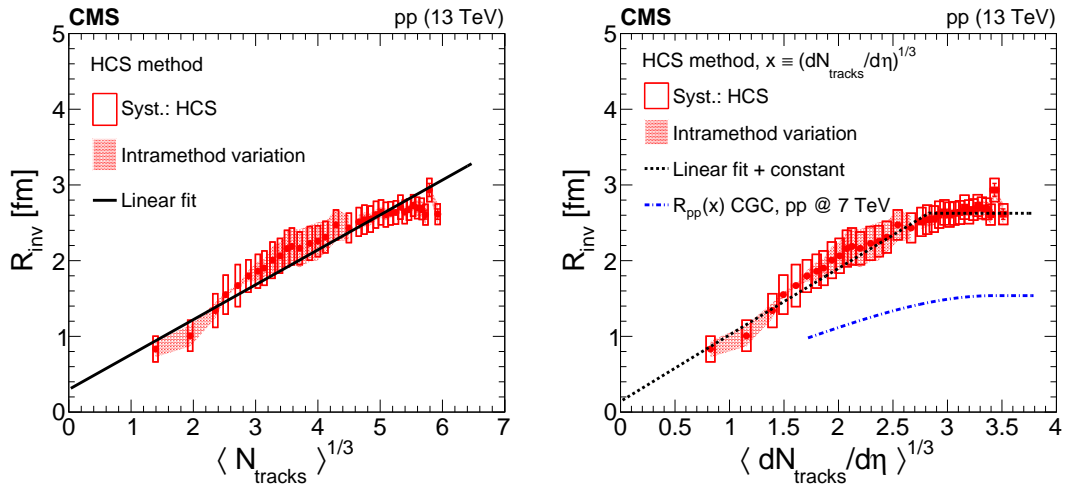 CMS pp (13 TeV)
R_inv [fm]
5
4
3
2
1
0
HCS method
Syst.: HCS
Intramethod variation
Linear fit
0 1 2 3 4 5 6 7
⟨ N_tracks ⟩^1/3
CMS pp (13 TeV)
R_inv [fm]
5
4
3
2
1
0
HCS method, x ≡ (dN_tracks/dη)^1/3
Syst.: HCS
Intramethod variation
Linear fit + constant
R_pp(x) CGC, pp @ 7 TeV
0 0.5 1 1.5 2 2.5 3 3.5 4
⟨ dN_tracks/dη ⟩^1/3